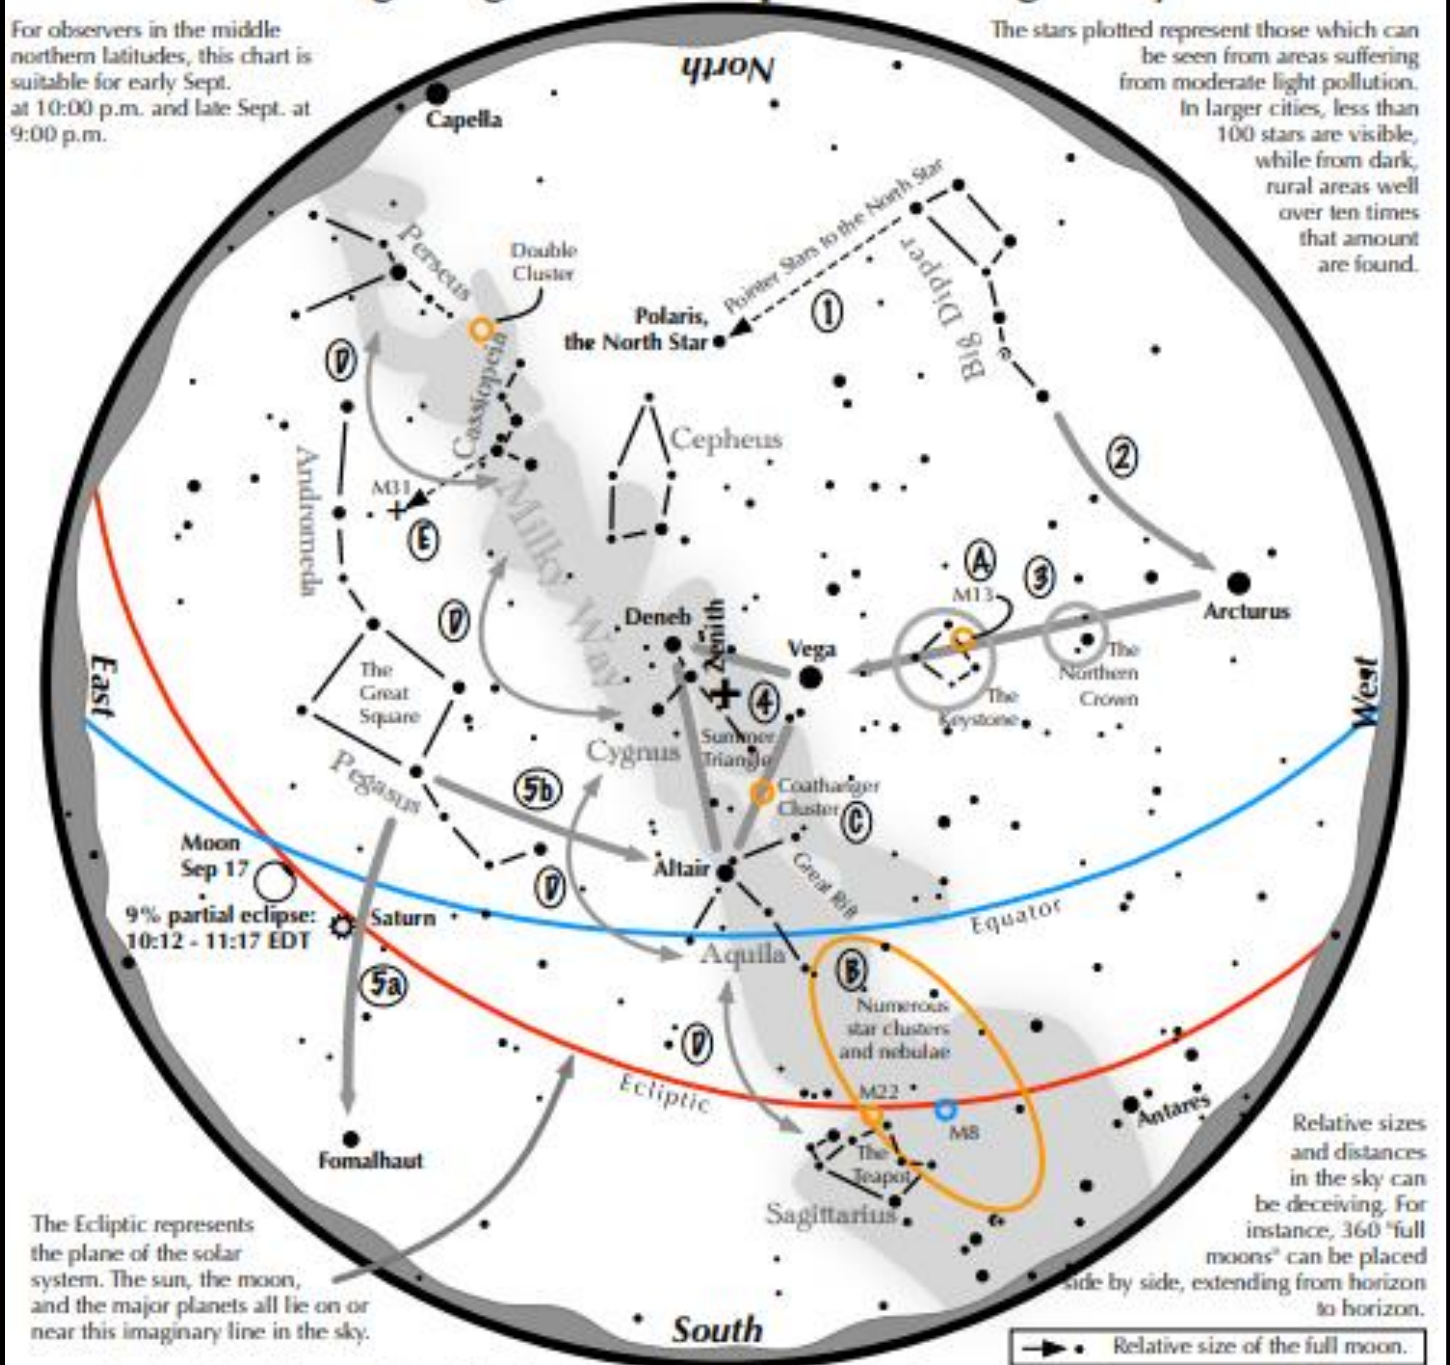 For observers in the middle
northern latitudes, this chart is
suitable for early Sept.
at 10:00 p.m. and late Sept. at
9:00 p.m.
The stars plotted represent those which can
be seen from areas suffering
from moderate light pollution.
In larger cities, less than
100 stars are visible,
while from dark,
rural areas well
over ten times
that amount
are found.
North
Capella
Perseus
Double
Cluster
Pointer Stars to the North Star
Big Dipper
1
Polaris,
the North Star
D
Cassiopeia
Cepheus
2
Andromeda
M31
E
Milky Way
A
3
M13
Arcturus
Deneb
Zenith
Vega
D
The
Northern
Crown
East
West
The
Great
Square
4
The
Keystone
Cygnus
Summer
Triangle
Pegasus
5b
Coathanger
Cluster
C
Moon
Sep 17
Altair
Great Rift
D
9% partial eclipse:
10:12 - 11:17 EDT
Saturn
Equator
Aquila
5a
B
Numerous
star clusters
and nebulae
D
Ecliptic
M22
M8
Antares
The
Teapot
Fomalhaut
Sagittarius
The Ecliptic represents
the plane of the solar
system. The sun, the moon,
and the major planets all lie on or
near this imaginary line in the sky.
Relative sizes
and distances
in the sky can
be deceiving. For
instance, 360 "full
moons" can be placed
side by side, extending from horizon
to horizon.
South
Relative size of the full moon.